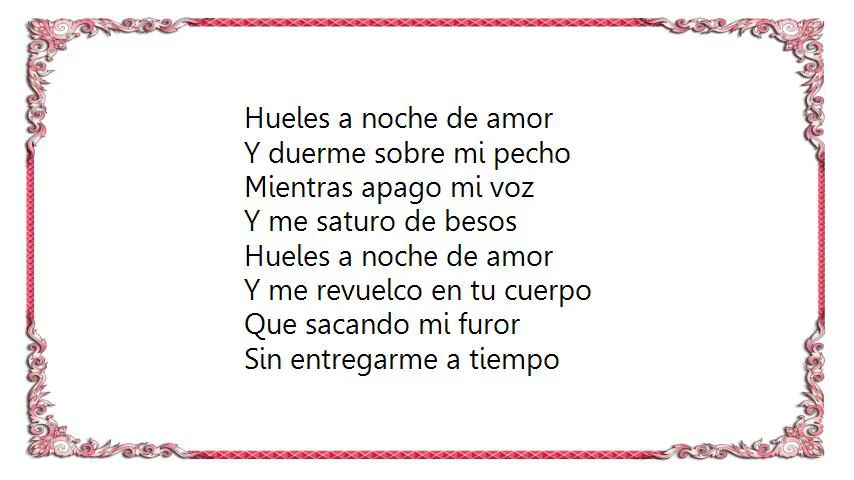 Hueles a noche de amor
Y duerme sobre mi pecho
Mientras apago mi voz
Y me saturo de besos
Hueles a noche de amor
Y me revuelco en tu cuerpo
Que sacando mi furor
Sin entregarme a tiempo